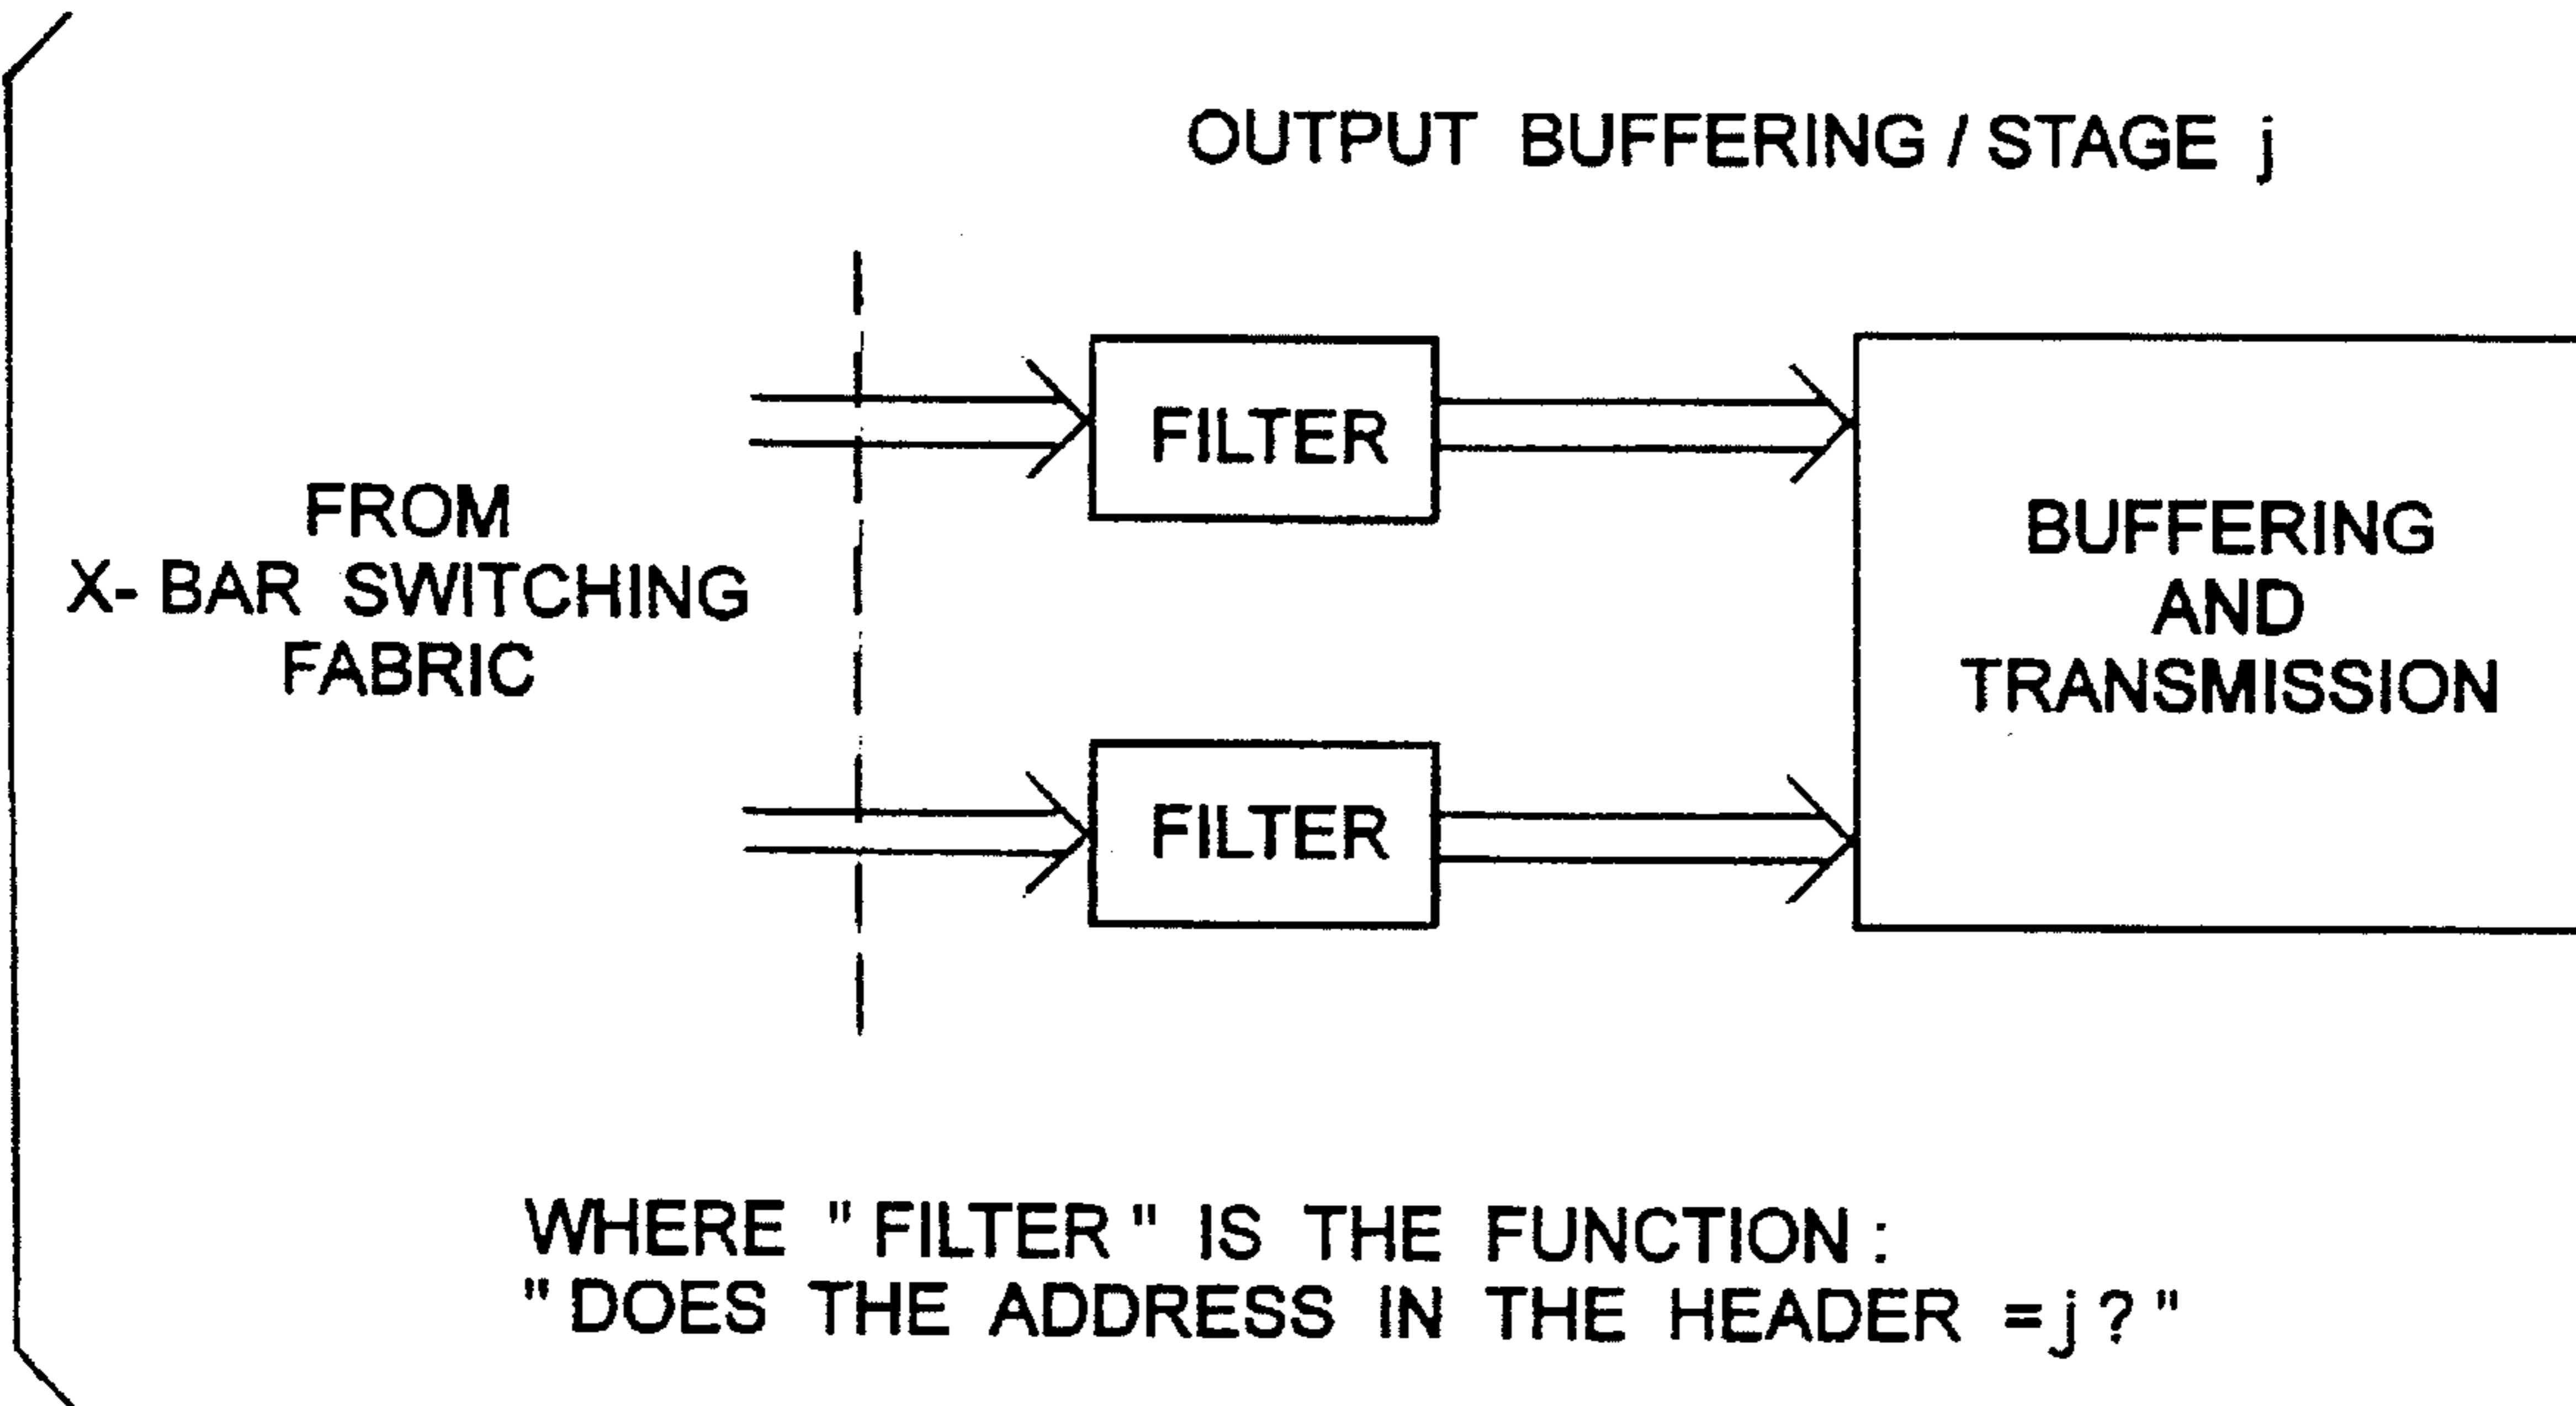 OUTPUT BUFFERING / STAGE j
FROM
X- BAR SWITCHING
FABRIC
FILTER
FILTER
BUFFERING
AND
TRANSMISSION
WHERE " FILTER " IS THE FUNCTION :
" DOES THE ADDRESS IN THE HEADER = j ? "